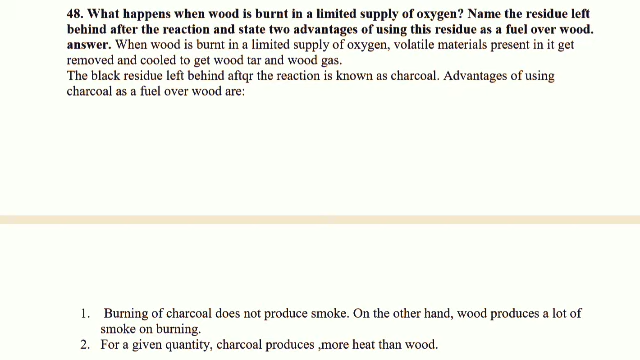 48. What happens when wood is burnt in a limited supply of oxygen? Name the residue left
behind after the reaction and state two advantages of using this residue as a fuel over wood.
answer. When wood is burnt in a limited supply of oxygen, volatile materials present in it get
removed and cooled to get wood tar and wood gas.
The black residue left behind aftqr the reaction is known as charcoal. Advantages of using
charcoal as a fuel over wood are:
1. Burning of charcoal does not produce smoke. On the other hand, wood produces a lot of
smoke on burning.
2. For a given quantity, charcoal produces ,more heat than wood.